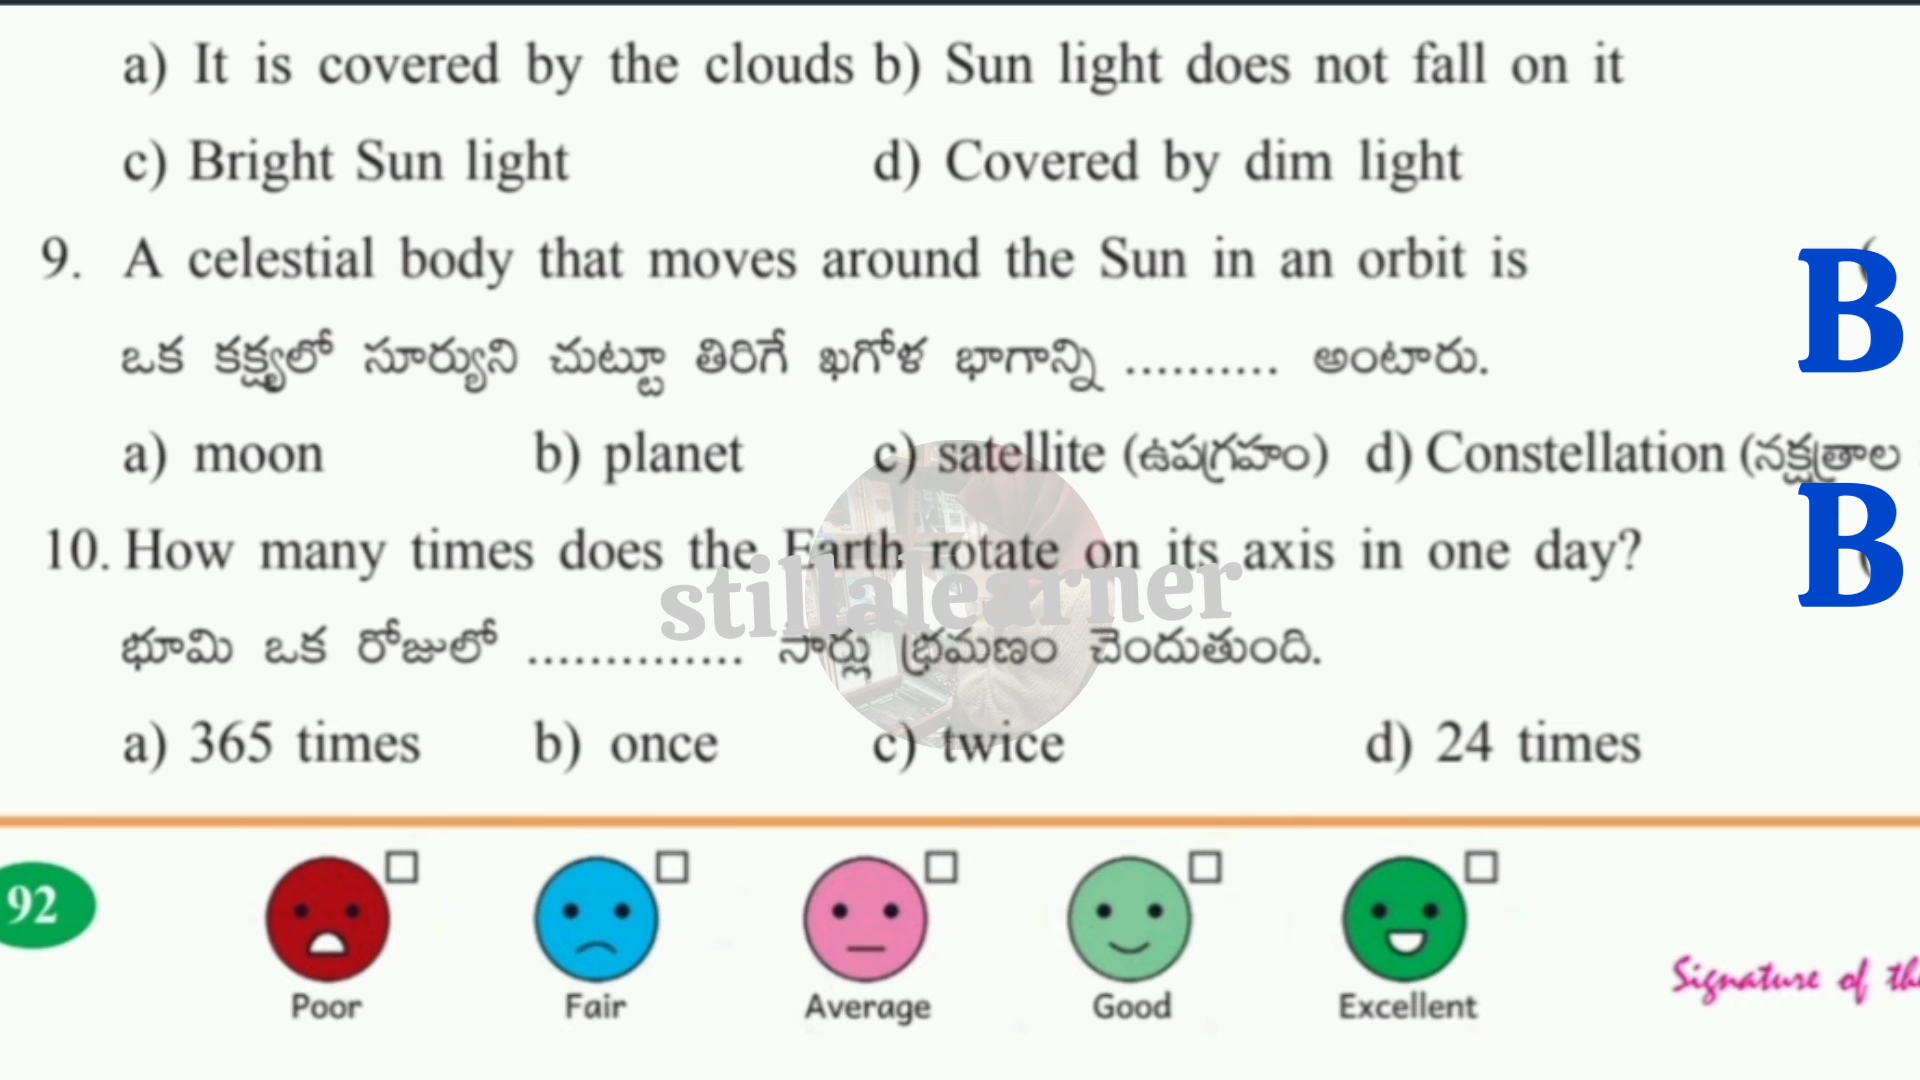 a) It is covered by the clouds b) Sun light does not fall on it
c) Bright Sun light d) Covered by dim light
9. A celestial body that moves around the Sun in an orbit is (
B
ఒక కక్ష్యలో సూర్యుని చుట్టూ తిరిగే ఖగోళ భాగాన్ని .......... అంటారు.
a) moon b) planet c) satellite (ఉపగ్రహం) d) Constellation (నక్షత్రాల
10. How many times does the Earth rotate on its axis in one day? (
B
stillalearner
భూమి ఒక రోజులో .............. సార్లు భ్రమణం చెందుతుంది.
a) 365 times b) once c) twice d) 24 times
92
Poor Fair Average Good Excellent
Signature of